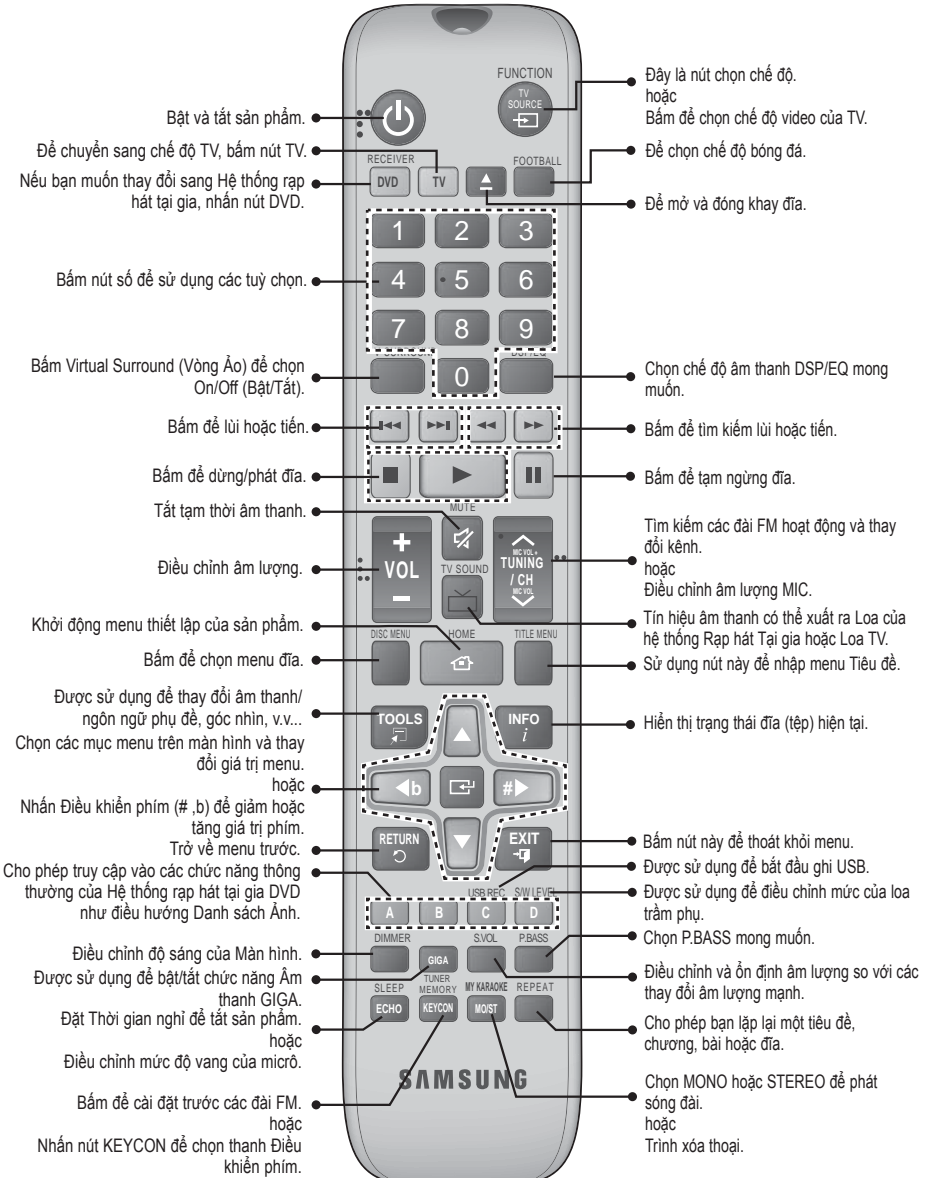 FUNCTION
TV
SOURCE
RECEIVER
DVD
TV
FOOTBALL
1
2
3
4
5
6
7
8
9
V-SURROUND
DSP/EQ
0
MUTE
+
VOL
−
MIC VOL +
TUNING
/ CH
MIC VOL
TV SOUND
DISC MENU
HOME
TITLE MENU
TOOLS
INFO
i
b
#
RETURN
EXIT
USB REC
S/W LEVEL
A
B
C
D
DIMMER
S.VOL
P.BASS
GIGA
SLEEP
TUNER
MEMORY
MY KARAOKE
REPEAT
ECHO
KEYCON
MO/ST
SAMSUNG
Bật và tắt sản phẩm.
Để chuyển sang chế độ TV, bấm nút TV.
Nếu bạn muốn thay đổi sang Hệ thống rạp
hát tại gia, nhấn nút DVD.
Bấm nút số để sử dụng các tuỳ chọn.
Bấm Virtual Surround (Vòng Ảo) để chọn
On/Off (Bật/Tắt).
Bấm để lùi hoặc tiến.
Bấm để dừng/phát đĩa.
Tắt tạm thời âm thanh.
Điều chỉnh âm lượng.
Khởi động menu thiết lập của sản phẩm.
Bấm để chọn menu đĩa.
Được sử dụng để thay đổi âm thanh/
ngôn ngữ phụ đề, góc nhìn, v.v...
Chọn các mục menu trên màn hình và thay
đổi giá trị menu.
hoặc
Nhấn Điều khiển phím (# ,b) để giảm hoặc
tăng giá trị phím.
Trở về menu trước.
Cho phép truy cập vào các chức năng thông
thường của Hệ thống rạp hát tại gia DVD
như điều hướng Danh sách Ảnh.
Điều chỉnh độ sáng của Màn hình.
Được sử dụng để bật/tắt chức năng Âm
thanh GIGA.
Đặt Thời gian nghỉ để tắt sản phẩm.
hoặc
Điều chỉnh mức độ vang của micrô.
Bấm để cài đặt trước các đài FM.
hoặc
Nhấn nút KEYCON để chọn thanh Điều
khiển phím.
Đây là nút chọn chế độ.
hoặc
Bấm để chọn chế độ video của TV.
Để chọn chế độ bóng đá.
Để mở và đóng khay đĩa.
Chọn chế độ âm thanh DSP/EQ mong
muốn.
Bấm để tìm kiếm lùi hoặc tiến.
Bấm để tạm ngừng đĩa.
Tìm kiếm các đài FM hoạt động và thay
đổi kênh.
hoặc
Điều chỉnh âm lượng MIC.
Tín hiệu âm thanh có thể xuất ra Loa của
hệ thống Rạp hát Tại gia hoặc Loa TV.
Sử dụng nút này để nhập menu Tiêu đề.
Hiển thị trạng thái đĩa (tệp) hiện tại.
Bấm nút này để thoát khỏi menu.
Được sử dụng để bắt đầu ghi USB.
Được sử dụng để điều chỉnh mức của loa
trầm phụ.
Chọn P.BASS mong muốn.
Điều chỉnh và ổn định âm lượng so với các
thay đổi âm lượng mạnh.
Cho phép bạn lặp lại một tiêu đề,
chương, bài hoặc đĩa.
Chọn MONO hoặc STEREO để phát
sóng đài.
hoặc
Trình xóa thoại.